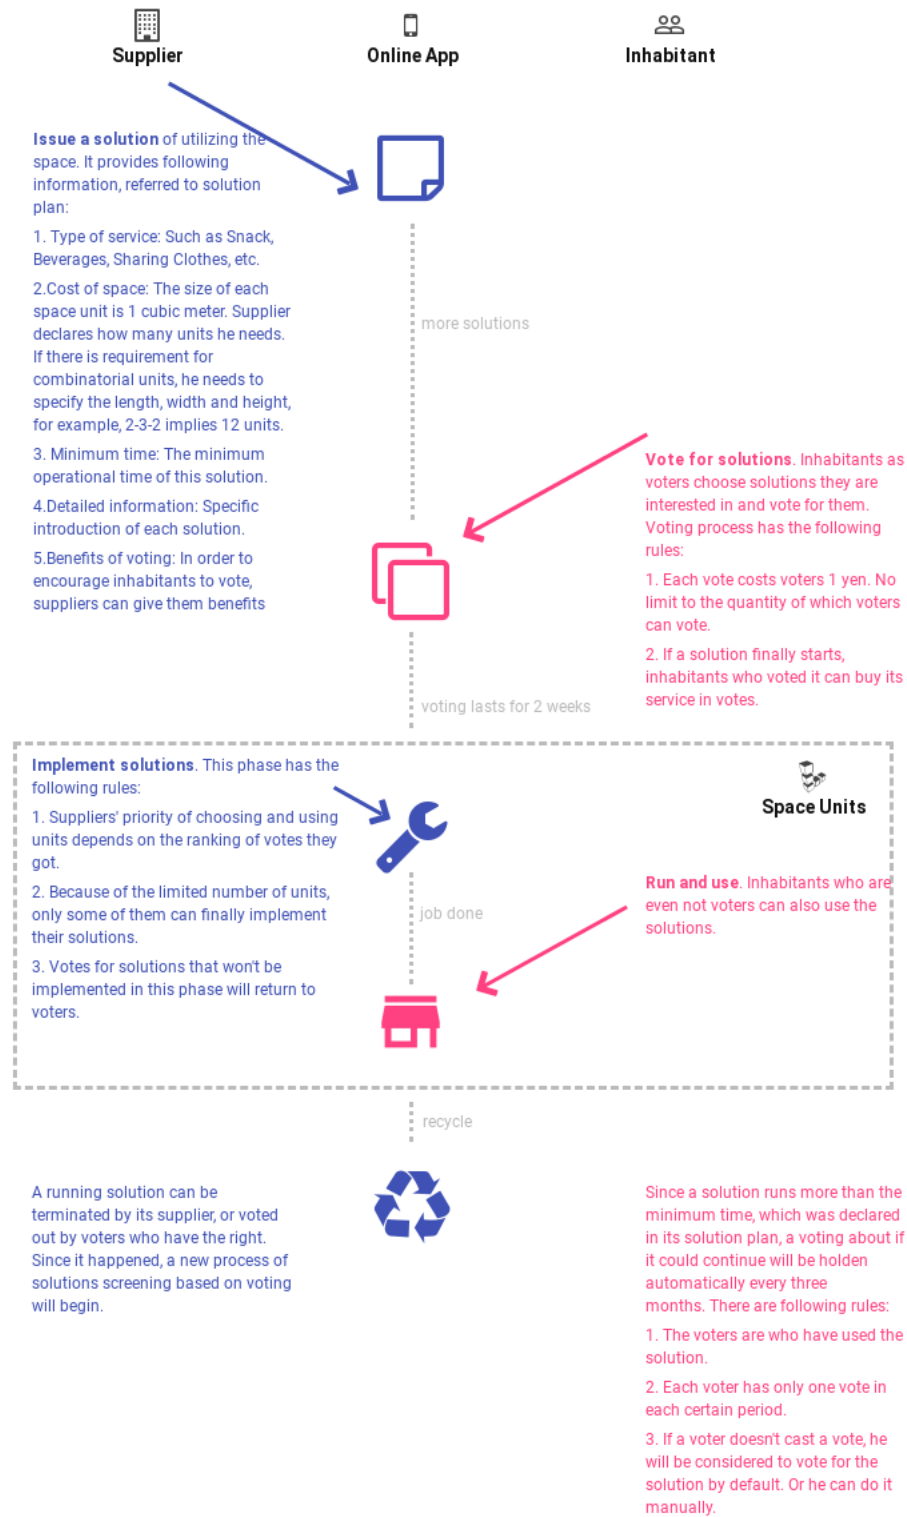 Supplier
Online App
Inhabitant
Issue a solution of utilizing the
space. It provides following
information, referred to solution
plan:
1. Type of service: Such as Snack,
Beverages, Sharing Clothes, etc.
2.Cost of space: The size of each
space unit is 1 cubic meter. Supplier
declares how many units he needs.
If there is requirement for
combinatorial units, he needs to
specify the length, width and height,
for example, 2-3-2 implies 12 units.
3. Minimum time: The minimum
operational time of this solution.
4.Detailed information: Specific
introduction of each solution.
5.Benefits of voting: In order to
encourage inhabitants to vote,
suppliers can give them benefits
more solutions
Vote for solutions. Inhabitants as
voters choose solutions they are
interested in and vote for them.
Voting process has the following
rules:
1. Each vote costs voters 1 yen. No
limit to the quantity of which voters
can vote.
2. If a solution finally starts,
inhabitants who voted it can buy its
service in votes.
voting lasts for 2 weeks
Implement solutions. This phase has the
following rules:
1. Suppliers' priority of choosing and using
units depends on the ranking of votes they
got.
2. Because of the limited number of units,
only some of them can finally implement
their solutions.
3. Votes for solutions that won't be
implemented in this phase will return to
voters.
Space Units
job done
Run and use. Inhabitants who are
even not voters can also use the
solutions.
recycle
A running solution can be
terminated by its supplier, or voted
out by voters who have the right.
Since it happened, a new process of
solutions screening based on voting
will begin.
Since a solution runs more than the
minimum time, which was declared
in its solution plan, a voting about if
it could continue will be holden
automatically every three
months. There are following rules:
1. The voters are who have used the
solution.
2. Each voter has only one vote in
each certain period.
3. If a voter doesn't cast a vote, he
will be considered to vote for the
solution by default. Or he can do it
manually.